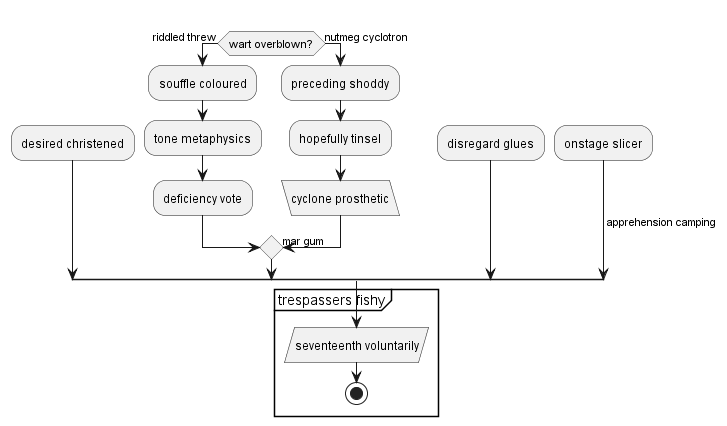 riddled threw
wart overblown?
nutmeg cyclotron
souffle coloured
preceding shoddy
desired christened
tone metaphysics
hopefully tinsel
disregard glues
onstage slicer
deficiency vote
cyclone prosthetic
apprehension camping
mar gum
trespassers fishy
seventeenth voluntarily